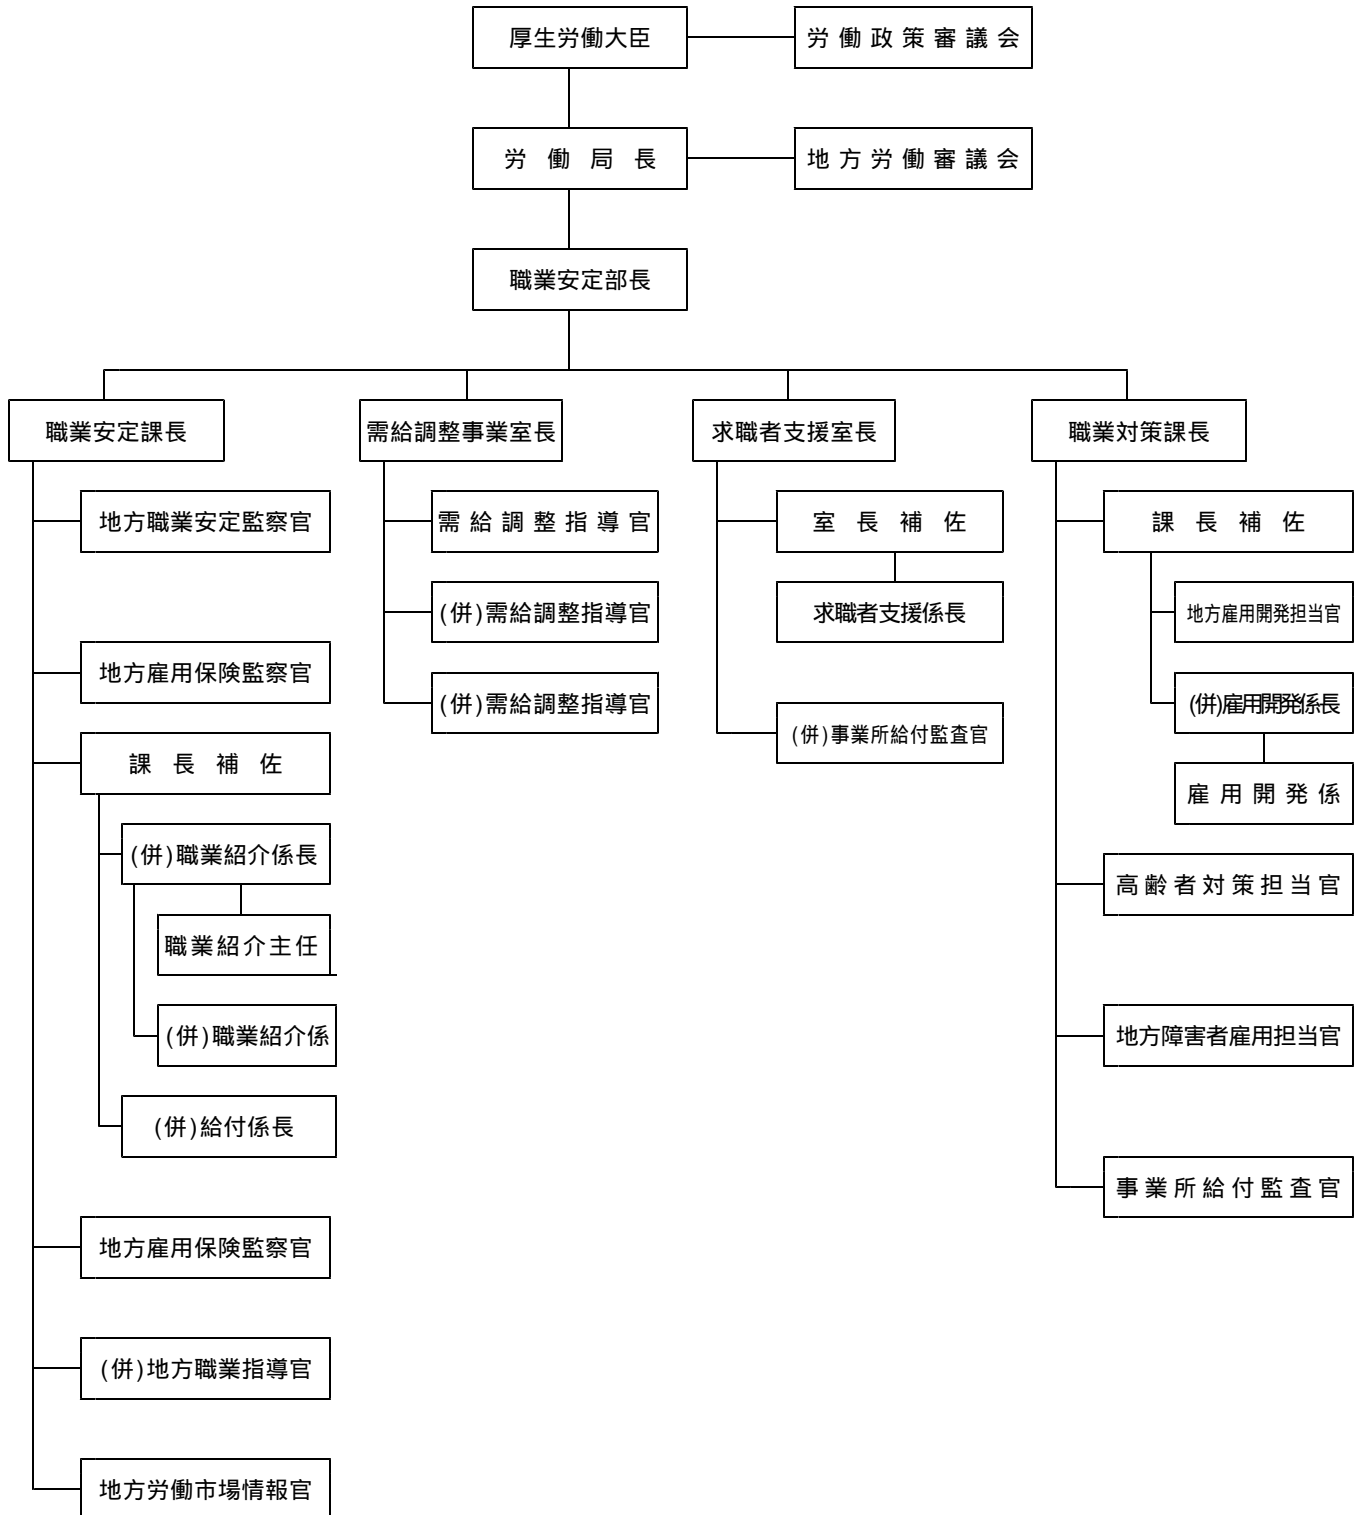 厚生労働大臣
労働政策審議会
労働局長
地方労働審議会
職業安定部長
職業安定課長
地方職業安定監察官
地方雇用保険監察官
課長補佐
(併)職業紹介係長
職業紹介主任
(併)職業紹介係
(併)給付係長
地方雇用保険監察官
(併)地方職業指導官
地方労働市場情報官
需給調整事業室長
需給調整指導官
(併)需給調整指導官
(併)需給調整指導官
求職者支援室長
室長補佐
求職者支援係長
(併)事業所給付監査官
職業対策課長
課長補佐
地方雇用開発担当官
(併)雇用開発係長
雇用開発係
高齢者対策担当官
地方障害者雇用担当官
事業所給付監査官